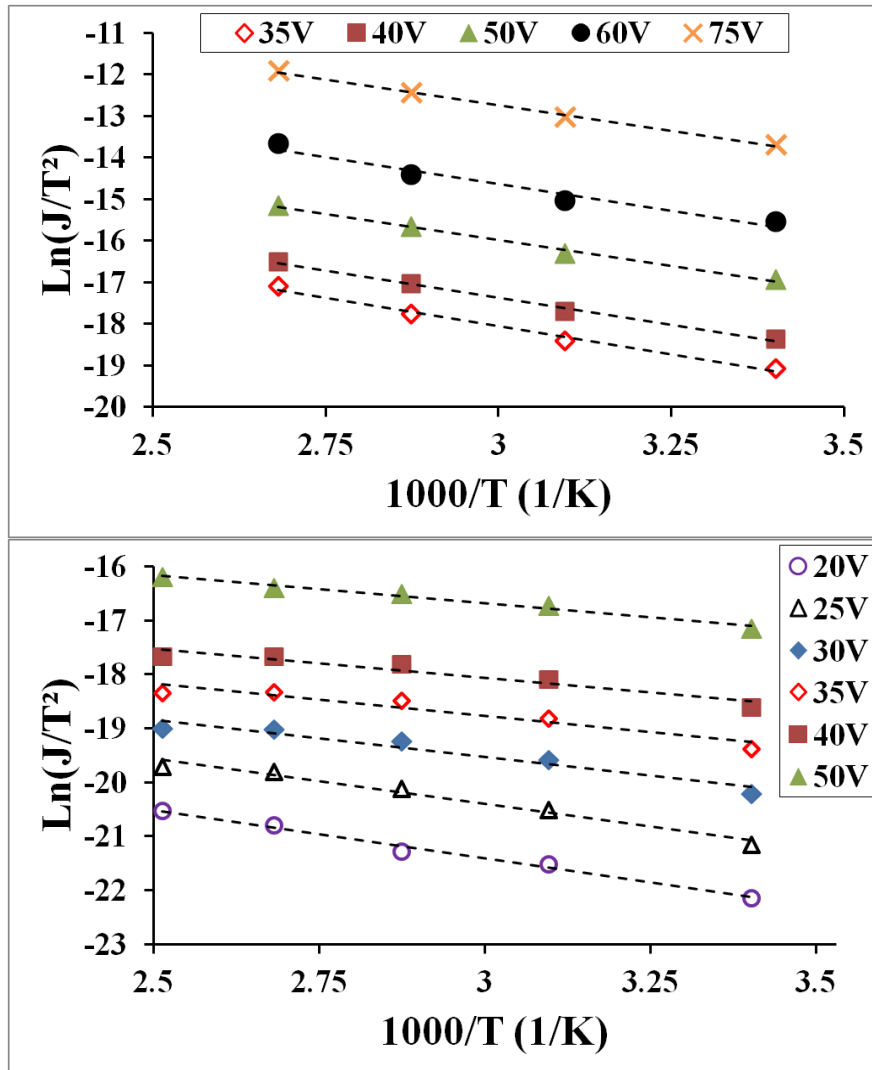 35V 40V 50V 60V 75V
-11
-12
-13
-14
-15
-16
-17
-18
-19
-20
Ln(J/T²)
2.5 2.75 3 3.25 3.5
1000/T (1/K)
-16
-17
-18
-19
-20
-21
-22
-23
Ln(J/T²)
20V
25V
30V
35V
40V
50V
2.5 2.75 3 3.25 3.5
1000/T (1/K)